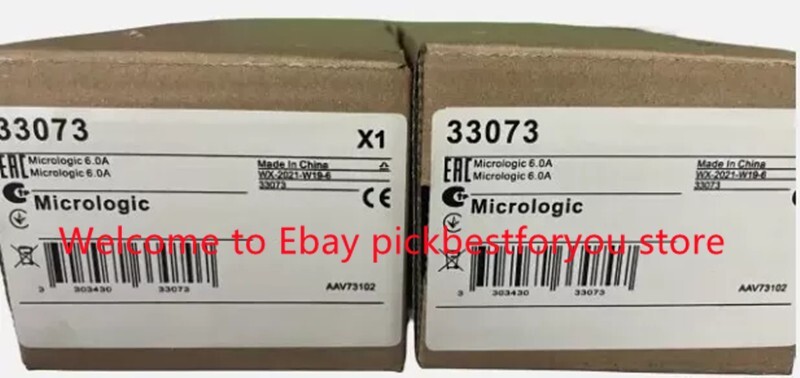 33073
X1
EAC Micrologic 6.0A
Micrologic 6.0A
Made In China
WX-2021-W19-6
33073
CE
Micrologic
3 303430 33073
AAV73102
33073
EAC Micrologic 6.0A
Micrologic 6.0A
Made In China
WX-2021-W19-6
33073
CE
Micrologic
3 303430 33073
AAV73102
Welcome to Ebay pickbestforyou store